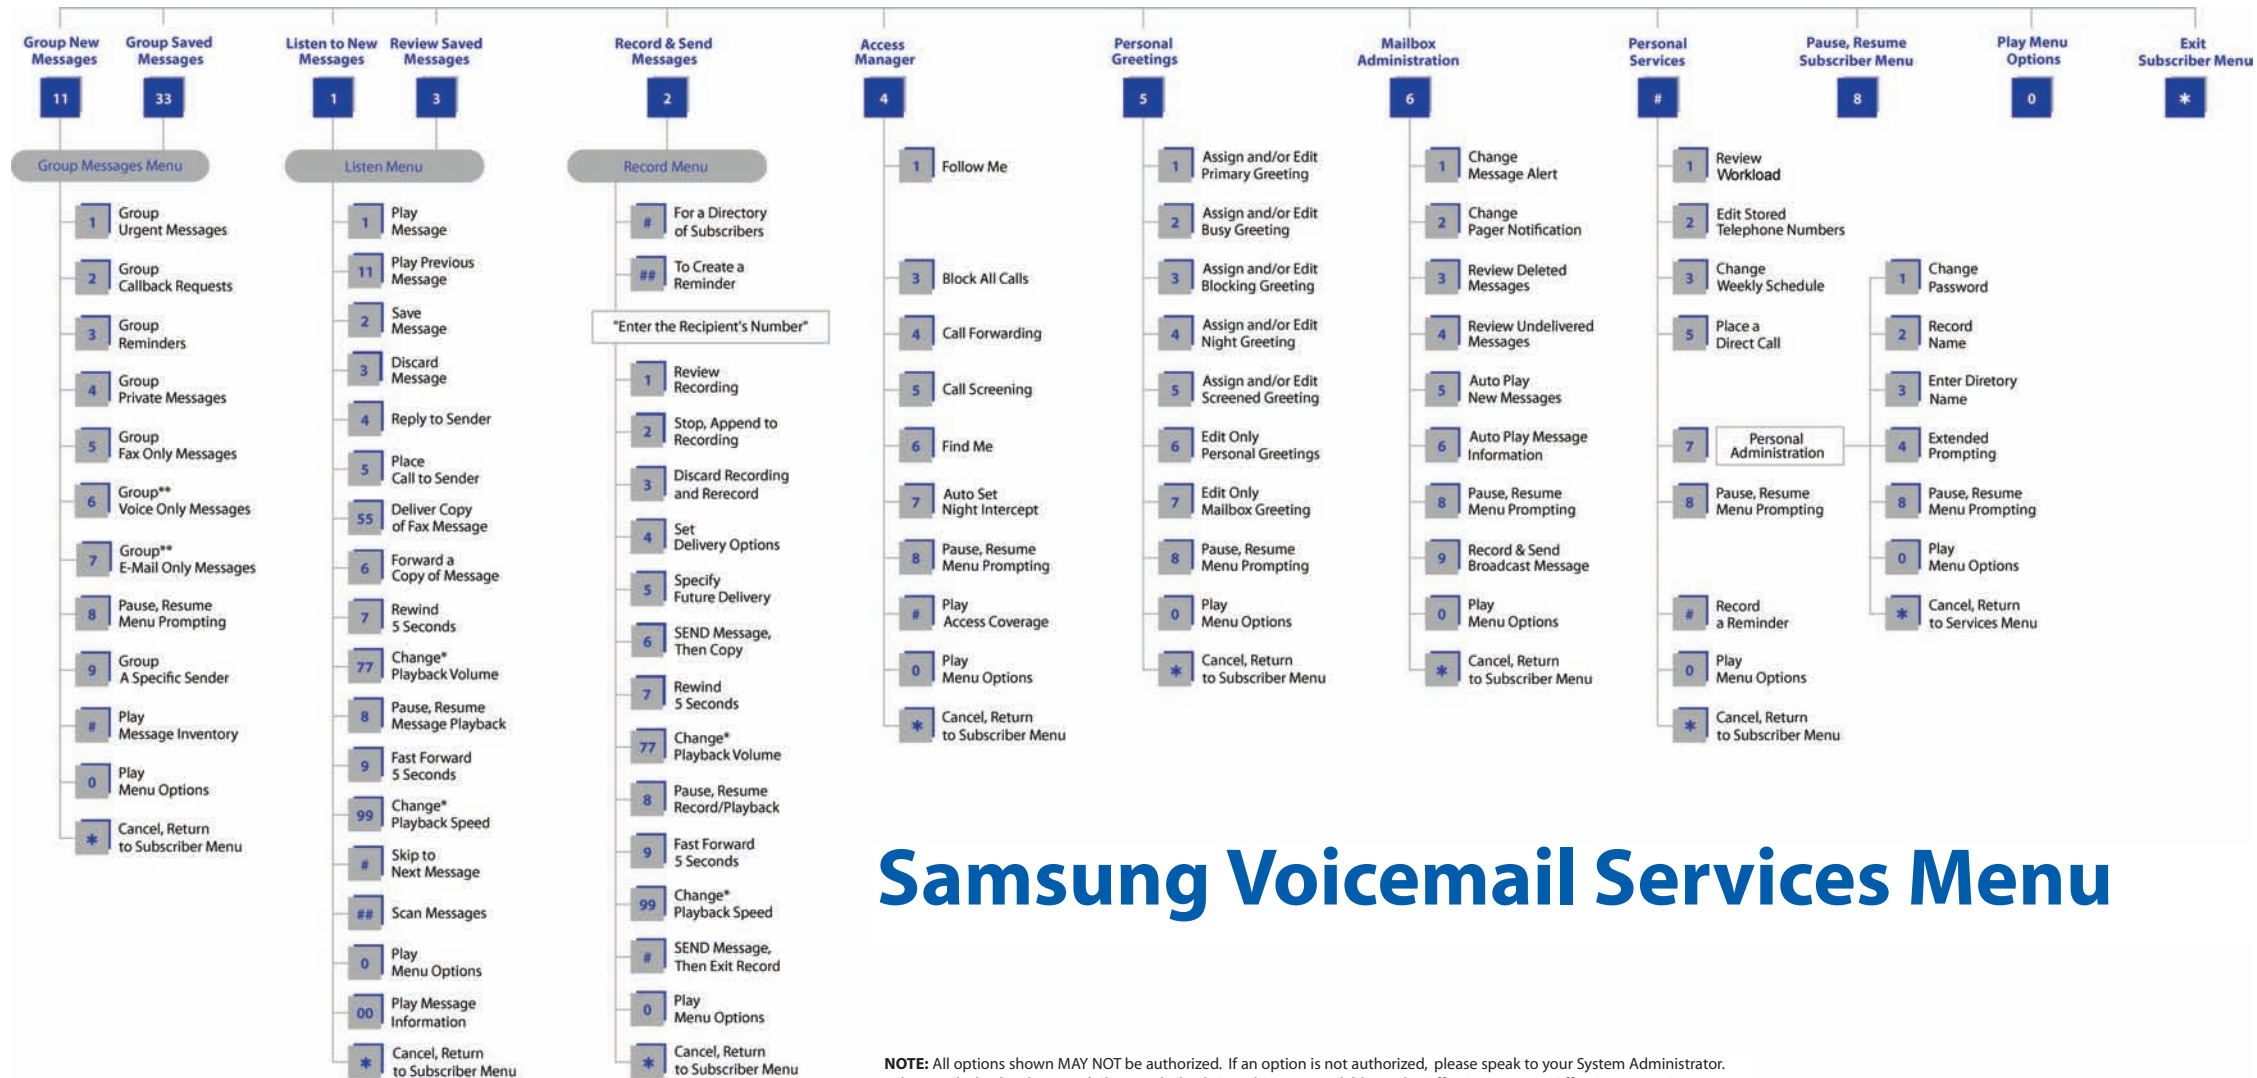 Group New
Messages
11
Group Saved
Messages
33
Group Messages Menu
1
Group
Urgent Messages
2
Group
Callback Requests
3
Group
Reminders
4
Group
Private Messages
5
Group
Fax Only Messages
6
Group**
Voice Only Messages
7
Group**
E-Mail Only Messages
8
Pause, Resume
Menu Prompting
9
Group
A Specific Sender
#
Play
Message Inventory
0
Play
Menu Options
*
Cancel, Return
to Subscriber Menu
Listen to New
Messages
1
Review Saved
Messages
3
Listen Menu
1
Play
Message
11
Play Previous
Message
2
Save
Message
3
Discard
Message
4
Reply to Sender
5
Place
Call to Sender
55
Deliver Copy
of Fax Message
6
Forward a
Copy of Message
7
Rewind
5 Seconds
77
Change*
Playback Volume
8
Pause, Resume
Message Playback
9
Fast Forward
5 Seconds
99
Change*
Playback Speed
#
Skip to
Next Message
##
Scan Messages
0
Play
Menu Options
00
Play Message
Information
*
Cancel, Return
to Subscriber Menu
Record & Send
Messages
2
Record Menu
#
For a Directory
of Subscribers
##
To Create a
Reminder
"Enter the Recipient's Number"
1
Review
Recording
2
Stop, Append to
Recording
3
Discard Recording
and Rerecord
4
Set
Delivery Options
5
Specify
Future Delivery
6
SEND Message,
Then Copy
7
Rewind
5 Seconds
77
Change*
Playback Volume
8
Pause, Resume
Record/Playback
9
Fast Forward
5 Seconds
99
Change*
Playback Speed
#
SEND Message,
Then Exit Record
0
Play
Menu Options
*
Cancel, Return
to Subscriber Menu
Access
Manager
4
1
Follow Me
3
Block All Calls
4
Call Forwarding
5
Call Screening
6
Find Me
7
Auto Set
Night Intercept
8
Pause, Resume
Menu Prompting
#
Play
Access Coverage
0
Play
Menu Options
*
Cancel, Return
to Subscriber Menu
Personal
Greetings
5
1
Assign and/or Edit
Primary Greeting
2
Assign and/or Edit
Busy Greeting
3
Assign and/or Edit
Blocking Greeting
4
Assign and/or Edit
Night Greeting
5
Assign and/or Edit
Screened Greeting
6
Edit Only
Personal Greetings
7
Edit Only
Mailbox Greeting
8
Pause, Resume
Menu Prompting
0
Play
Menu Options
*
Cancel, Return
to Subscriber Menu
Mailbox
Administration
6
1
Change
Message Alert
2
Change
Pager Notification
3
Review Deleted
Messages
4
Review Undelivered
Messages
5
Auto Play
New Messages
6
Auto Play Message
Information
8
Pause, Resume
Menu Prompting
9
Record & Send
Broadcast Message
0
Play
Menu Options
*
Cancel, Return
to Subscriber Menu
Personal
Services
#
1
Review
Workload
2
Edit Stored
Telephone Numbers
3
Change
Weekly Schedule
5
Place a
Direct Call
7
Personal
Administration
8
Pause, Resume
Menu Prompting
#
Record
a Reminder
0
Play
Menu Options
*
Cancel, Return
to Subscriber Menu
1
Change
Password
2
Record
Name
3
Enter Diretory
Name
4
Extended
Prompting
8
Pause, Resume
Menu Prompting
0
Play
Menu Options
*
Cancel, Return
to Services Menu
Pause, Resume
Subscriber Menu
8
Play Menu
Options
0
Exit
Subscriber Menu
*
Samsung Voicemail Services Menu
NOTE: All options shown MAY NOT be authorized. If an option is not authorized, please speak to your System Administrator.